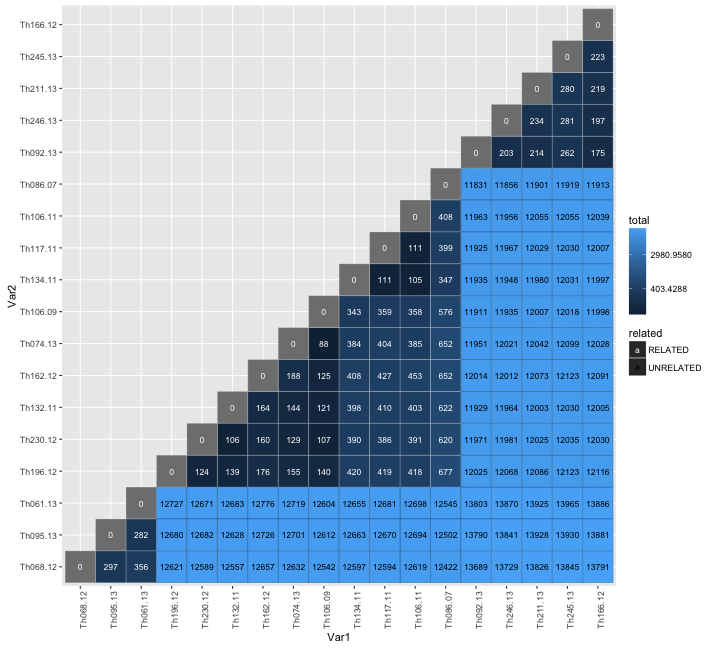 Th166.12 0
Th245.13 0 223
Th211.13 0 280 219
Th246.13 0 234 281 197
Th092.13 0 203 214 262 175
Th086.07 0 11831 11856 11901 11919 11913
Th106.11 0 408 11963 11956 12055 12055 12039
Th117.11 0 111 399 11925 11967 12029 12030 12007
Th134.11 0 111 105 347 11935 11948 11980 12031 11997
Th106.09 0 343 359 358 576 11911 11935 12007 12018 11998
Th074.13 0 88 384 404 385 652 11951 12021 12042 12099 12028
Th162.12 0 188 125 408 427 453 652 12014 12012 12073 12123 12091
Th132.11 0 164 144 121 398 410 403 622 11929 11964 12003 12030 12005
Th230.12 0 106 160 129 107 390 386 391 620 11971 11981 12025 12035 12030
Th196.12 0 124 139 176 155 140 420 419 418 677 12025 12068 12086 12123 12116
Th061.13 0 12727 12671 12683 12776 12719 12604 12655 12681 12698 12545 13803 13870 13925 13965 13886
Th095.13 0 282 12680 12682 12628 12726 12701 12612 12663 12670 12694 12502 13790 13841 13928 13930 13881
Th068.12 0 297 356 12621 12589 12557 12657 12632 12542 12597 12594 12619 12422 13689 13729 13826 13845 13791
Th068.12 Th095.13 Th061.13 Th196.12 Th230.12 Th132.11 Th162.12 Th074.13 Th106.09 Th134.11 Th117.11 Th106.11 Th086.07 Th092.13 Th246.13 Th211.13 Th245.13 Th166.12
Var1
Var2
total
2980.9580
403.4288
related
a RELATED
a UNRELATED